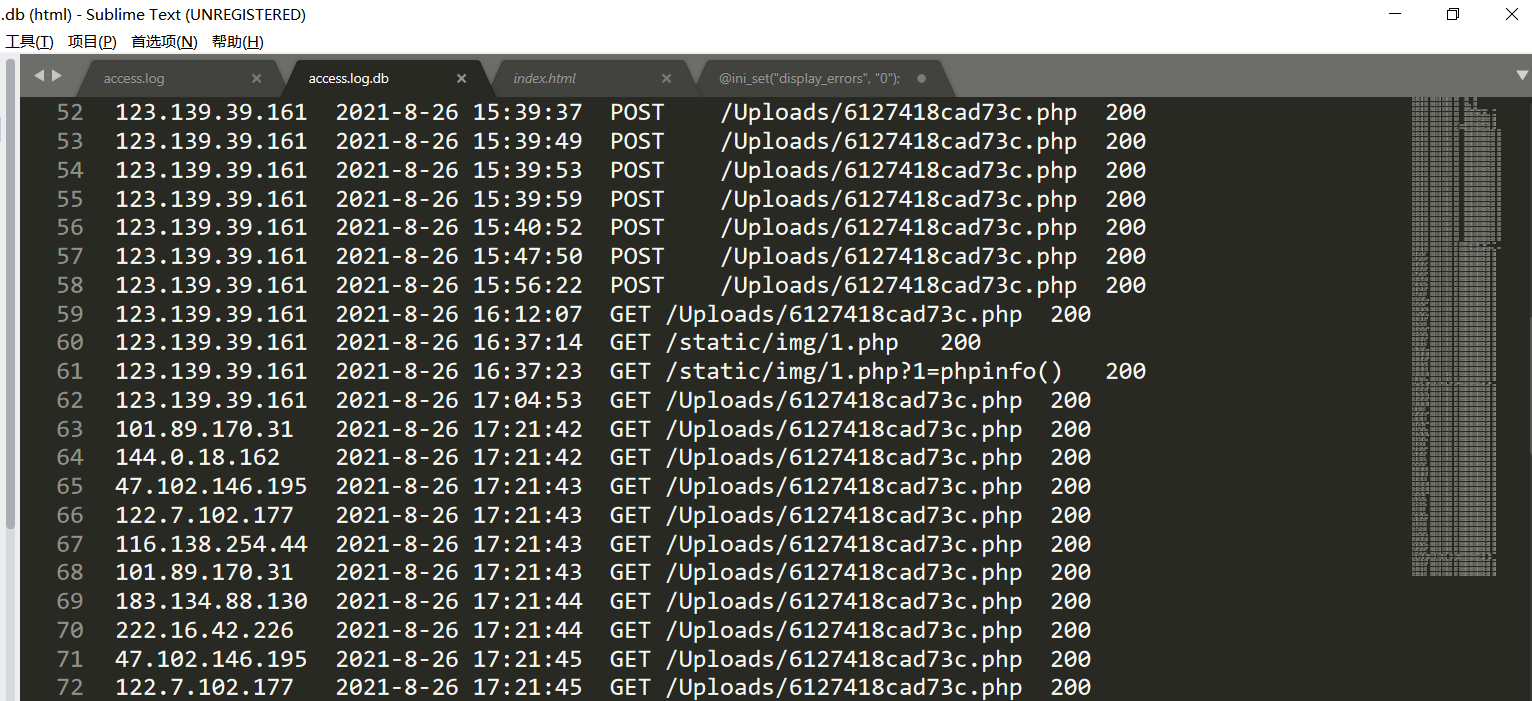 .db (html) - Sublime Text (UNREGISTERED)
工具(T) 项目(P) 首选项(N) 帮助(H)
access.log access.log.db index.html @ini_set("display_errors", "0");
52 123.139.39.161 2021-8-26 15:39:37 POST /Uploads/6127418cad73c.php 200
53 123.139.39.161 2021-8-26 15:39:49 POST /Uploads/6127418cad73c.php 200
54 123.139.39.161 2021-8-26 15:39:53 POST /Uploads/6127418cad73c.php 200
55 123.139.39.161 2021-8-26 15:39:59 POST /Uploads/6127418cad73c.php 200
56 123.139.39.161 2021-8-26 15:40:52 POST /Uploads/6127418cad73c.php 200
57 123.139.39.161 2021-8-26 15:47:50 POST /Uploads/6127418cad73c.php 200
58 123.139.39.161 2021-8-26 15:56:22 POST /Uploads/6127418cad73c.php 200
59 123.139.39.161 2021-8-26 16:12:07 GET /Uploads/6127418cad73c.php 200
60 123.139.39.161 2021-8-26 16:37:14 GET /static/img/1.php 200
61 123.139.39.161 2021-8-26 16:37:23 GET /static/img/1.php?1=phpinfo() 200
62 123.139.39.161 2021-8-26 17:04:53 GET /Uploads/6127418cad73c.php 200
63 101.89.170.31 2021-8-26 17:21:42 GET /Uploads/6127418cad73c.php 200
64 144.0.18.162 2021-8-26 17:21:42 GET /Uploads/6127418cad73c.php 200
65 47.102.146.195 2021-8-26 17:21:43 GET /Uploads/6127418cad73c.php 200
66 122.7.102.177 2021-8-26 17:21:43 GET /Uploads/6127418cad73c.php 200
67 116.138.254.44 2021-8-26 17:21:43 GET /Uploads/6127418cad73c.php 200
68 101.89.170.31 2021-8-26 17:21:43 GET /Uploads/6127418cad73c.php 200
69 183.134.88.130 2021-8-26 17:21:44 GET /Uploads/6127418cad73c.php 200
70 222.16.42.226 2021-8-26 17:21:44 GET /Uploads/6127418cad73c.php 200
71 47.102.146.195 2021-8-26 17:21:45 GET /Uploads/6127418cad73c.php 200
72 122.7.102.177 2021-8-26 17:21:45 GET /Uploads/6127418cad73c.php 200